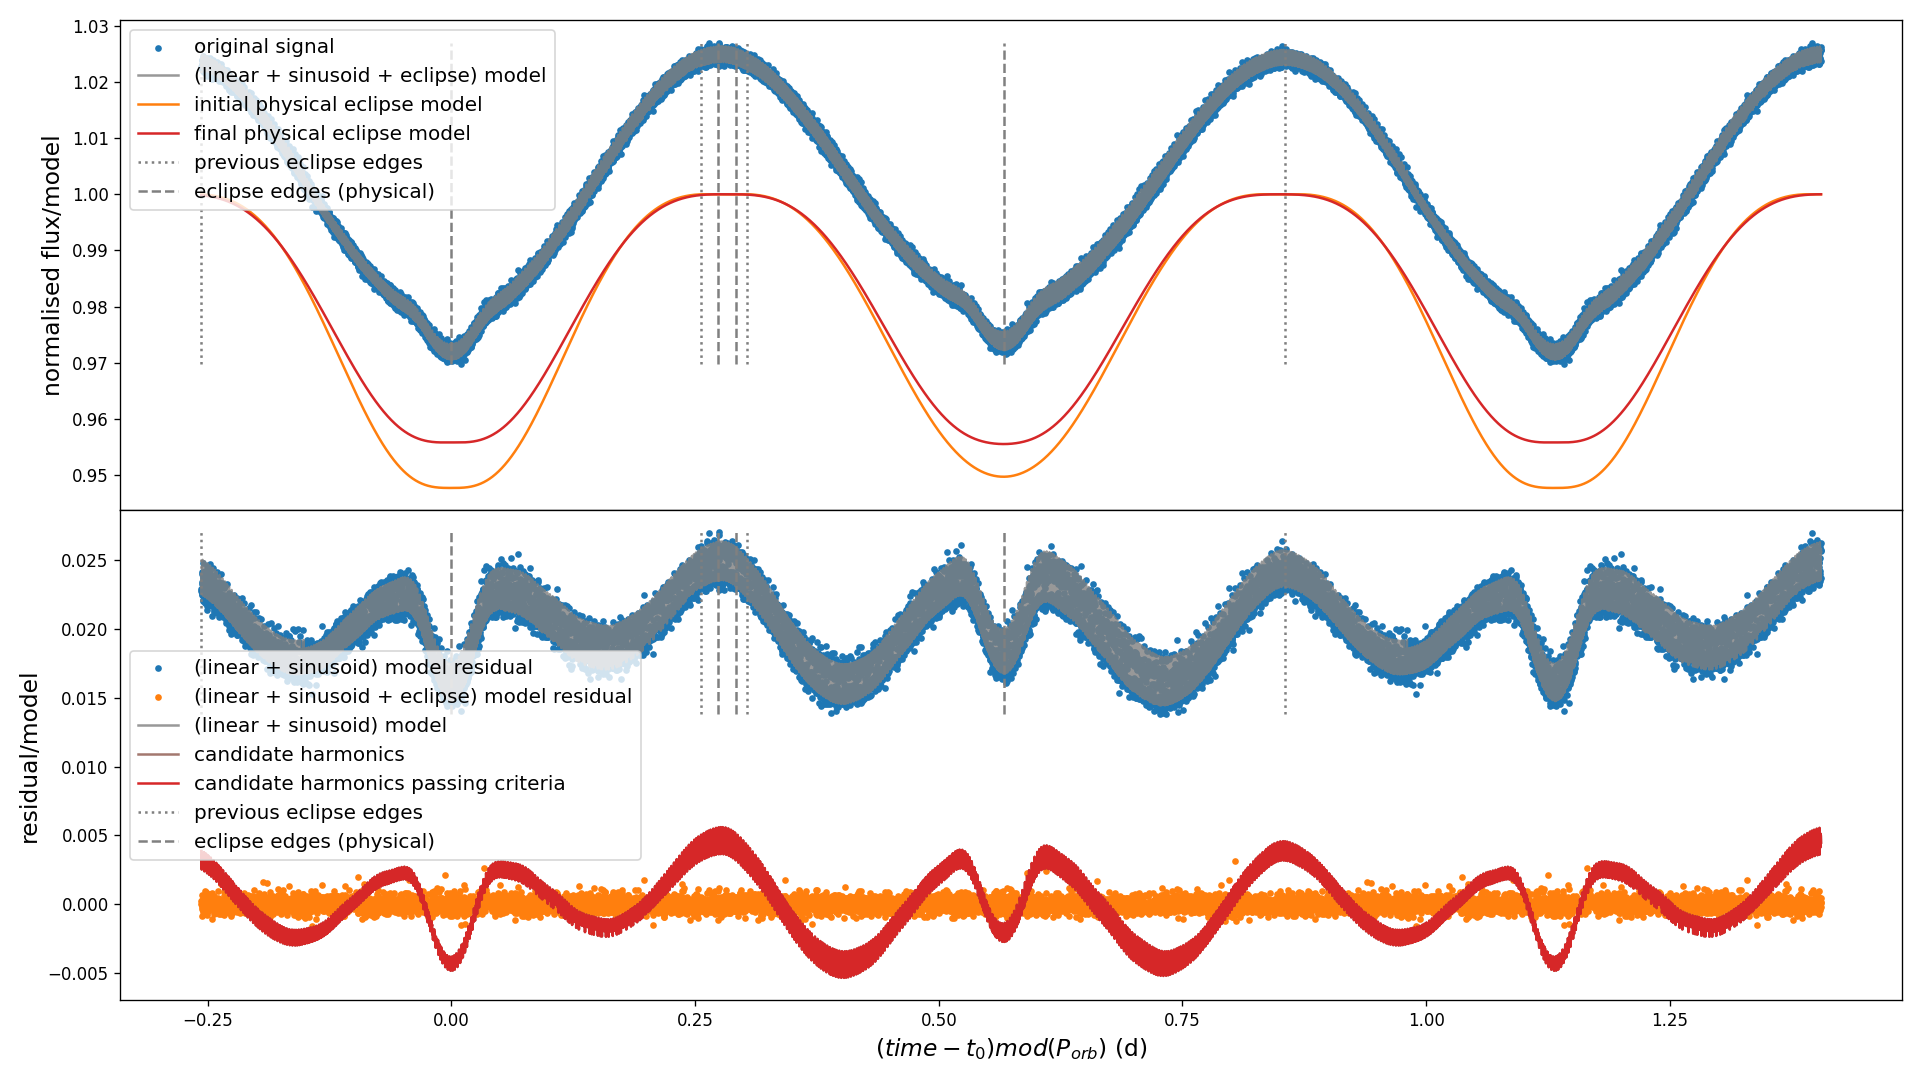 normalised flux/model
1.03
1.02
1.01
1.00
0.99
0.98
0.97
0.96
0.95
original signal
(linear + sinusoid + eclipse) model
initial physical eclipse model
final physical eclipse model
previous eclipse edges
eclipse edges (physical)
residual/model
0.025
0.020
0.015
0.010
0.005
0.000
−0.005
(linear + sinusoid) model residual
(linear + sinusoid + eclipse) model residual
(linear + sinusoid) model
candidate harmonics
candidate harmonics passing criteria
previous eclipse edges
eclipse edges (physical)
−0.25 0.00 0.25 0.50 0.75 1.00 1.25
(time − t0)mod(Porb) (d)